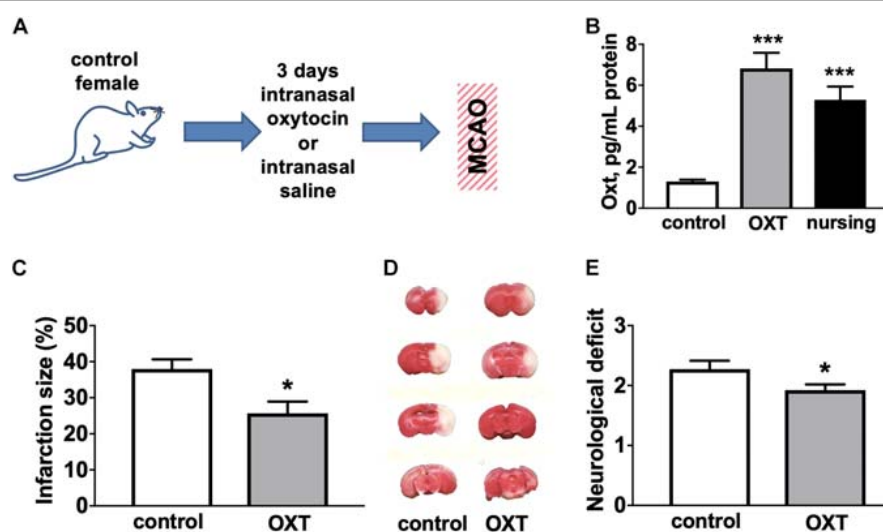 A
control
female
3 days
intranasal
oxytocin
or
intranasal
saline
MCAO
B
Oxt, pg/mL protein
8
6
4
2
0
***
***
control OXT nursing
C
Infarction size (%)
50
40
30
20
10
0
*
control OXT
D
control OXT
E
Neurological deficit
3
2
1
0
*
control OXT